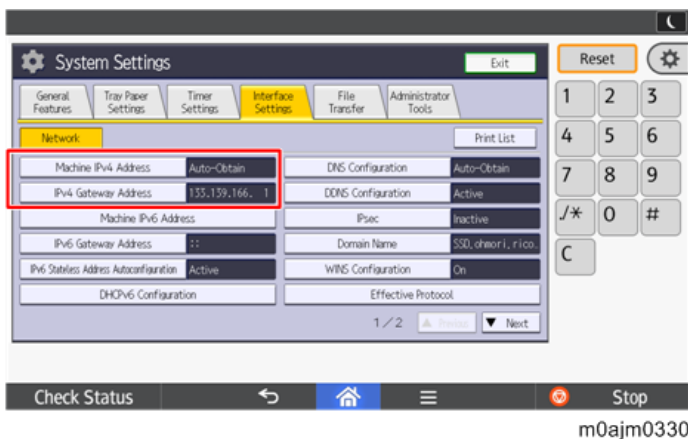 System Settings
Exit
Reset
General Features
Tray Paper Settings
Timer Settings
Interface Settings
File Transfer
Administrator Tools
Network
Print List
Machine IPv4 Address Auto-Obtain
DNS Configuration Auto-Obtain
IPv4 Gateway Address 133.139.166. 1
DDNS Configuration Active
Machine IPv6 Address
IPsec Inactive
IPv6 Gateway Address ::
Domain Name SSD.ohmori.rico.
IPv6 Stateless Address Autoconfiguration Active
WINS Configuration On
DHCPv6 Configuration
Effective Protocol
1/2 ▲ Previous ▼ Next
1 2 3
4 5 6
7 8 9
./* 0 #
C
Check Status
Stop
m0ajm0330